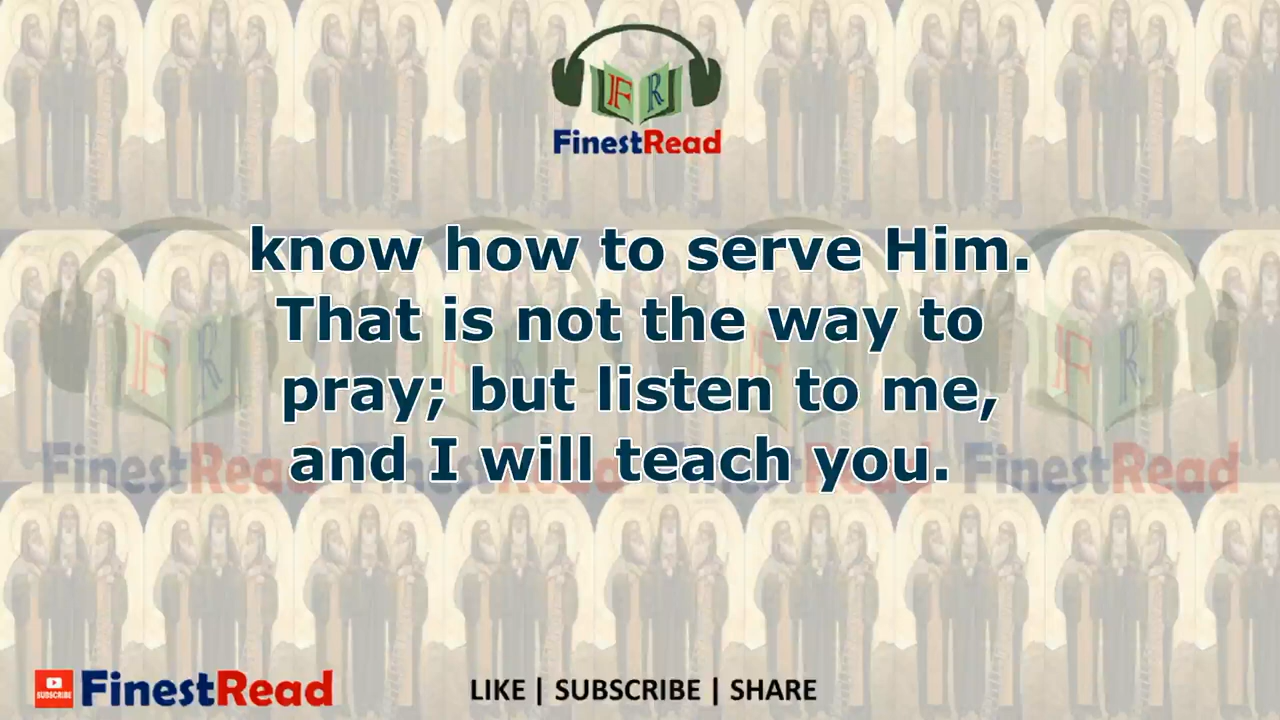 F R
FinestRead
know how to serve Him.
That is not the way to
pray; but listen to me,
and I will teach you.
F R
F R
FinestRead
FinestRead
SUBSCRIBE
FinestRead
LIKE | SUBSCRIBE | SHARE